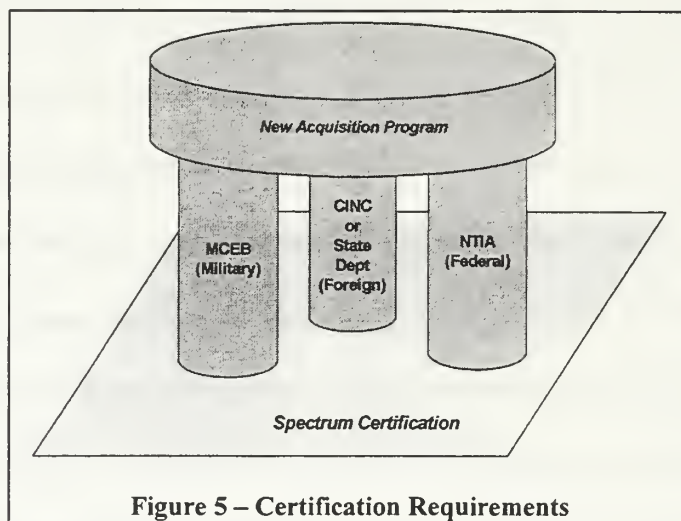 New Acquisition Program
MCEB
(Military)
CINC
or
State
Dept
(Foreign)
NTIA
(Federal)
Spectrum Certification
Figure 5 – Certification Requirements